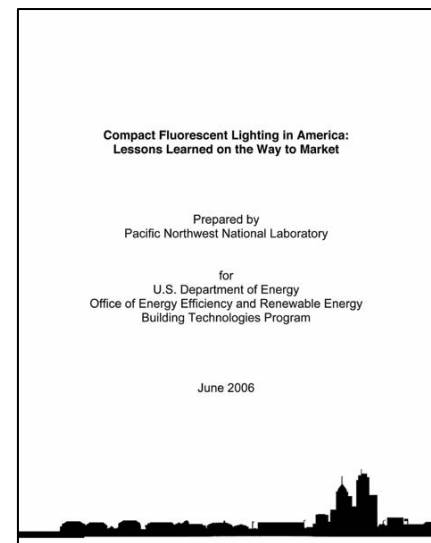 Compact Fluorescent Lighting in America:
Lessons Learned on the Way to Market
Prepared by
Pacific Northwest National Laboratory
for
U.S. Department of Energy
Office of Energy Efficiency and Renewable Energy
Building Technologies Program
June 2006